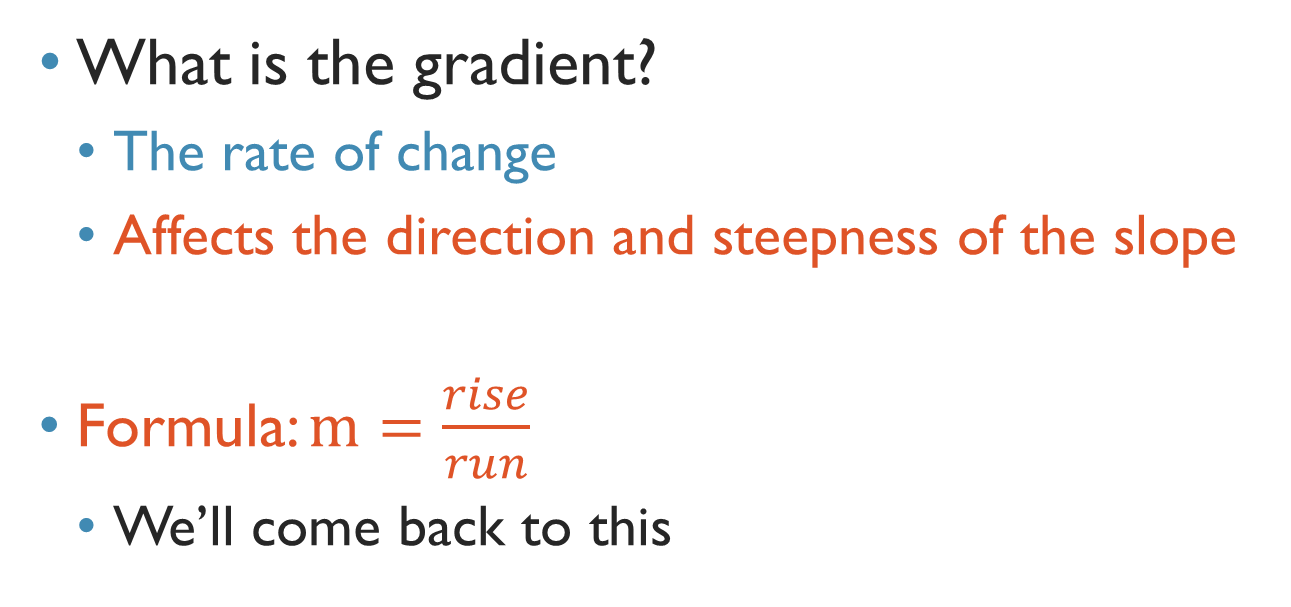 • What is the gradient?
• The rate of change
• Affects the direction and steepness of the slope
• Formula: m = rise/run
• We’ll come back to this